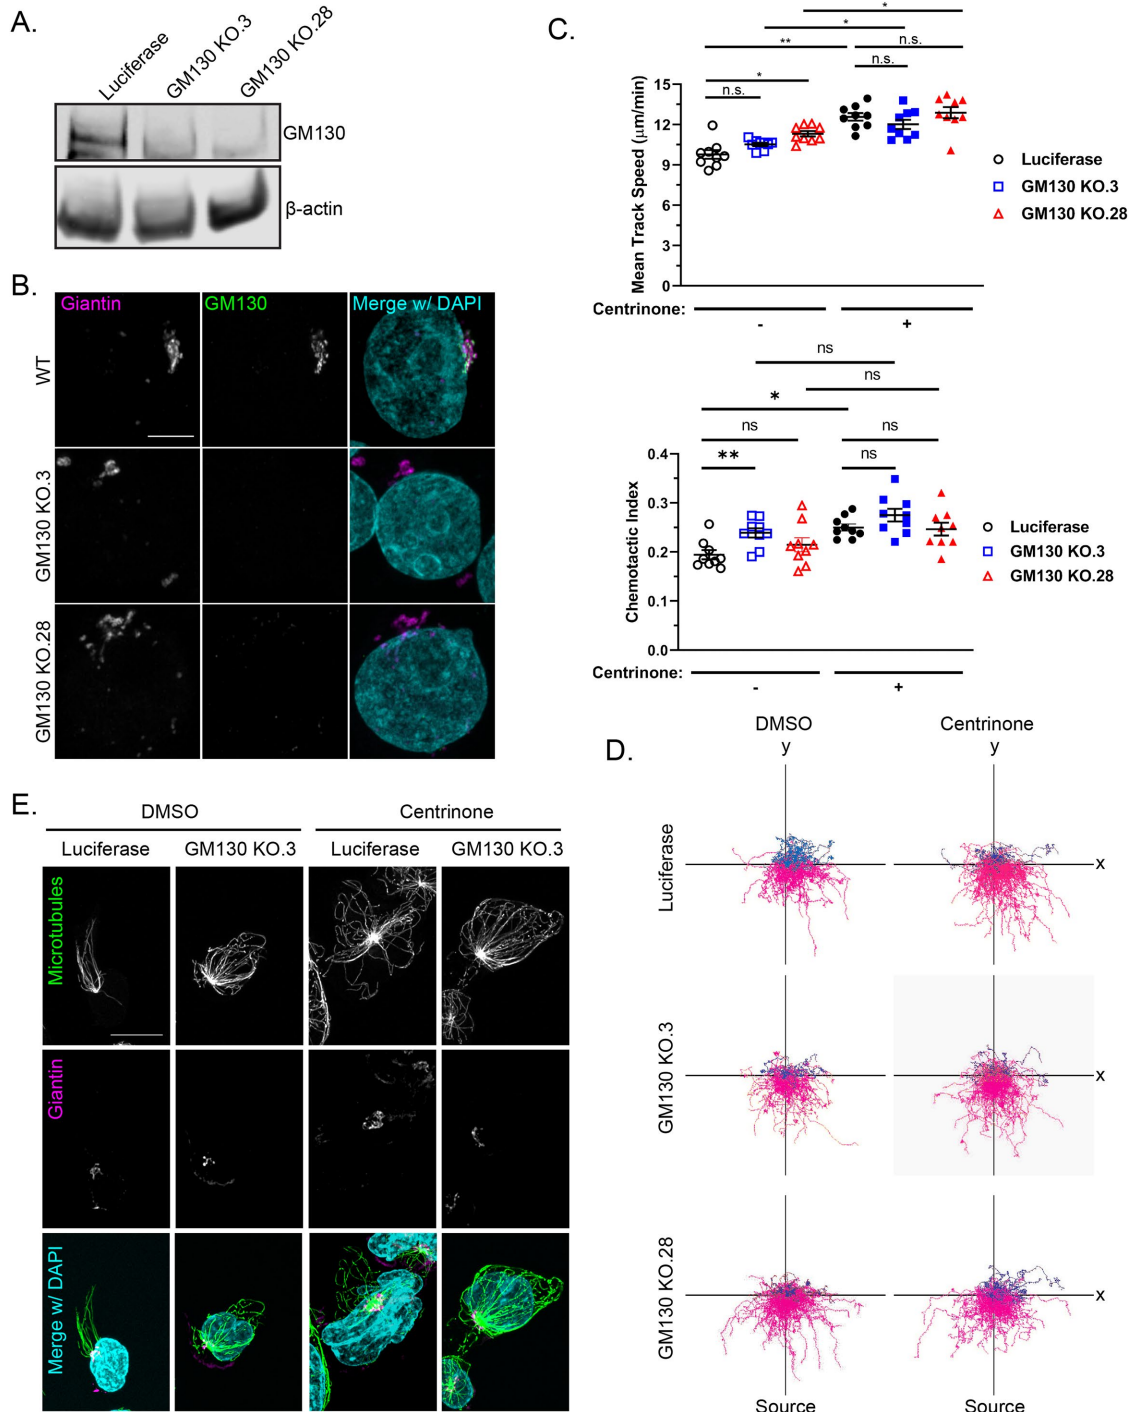 A.
Luciferase
GM130 KO.3
GM130 KO.28
GM130
β-actin
B.
Giantin
GM130
Merge w/ DAPI
WT
GM130 KO.3
GM130 KO.28
C.
*
*
**
n.s.
n.s.
*
n.s.
15
12
9
6
3
0
Mean Track Speed (μm/min)
Luciferase
GM130 KO.3
GM130 KO.28
Centrinone:
- +
ns
ns
*
ns
ns
**
ns
0.4
0.3
0.2
0.1
0.0
Chemotactic Index
Luciferase
GM130 KO.3
GM130 KO.28
Centrinone:
- +
D.
DMSO
Centrinone
y
y
Luciferase
x
GM130 KO.3
x
GM130 KO.28
x
Source
Source
E.
DMSO
Centrinone
Luciferase
GM130 KO.3
Luciferase
GM130 KO.3
Microtubules
Giantin
Merge w/ DAPI